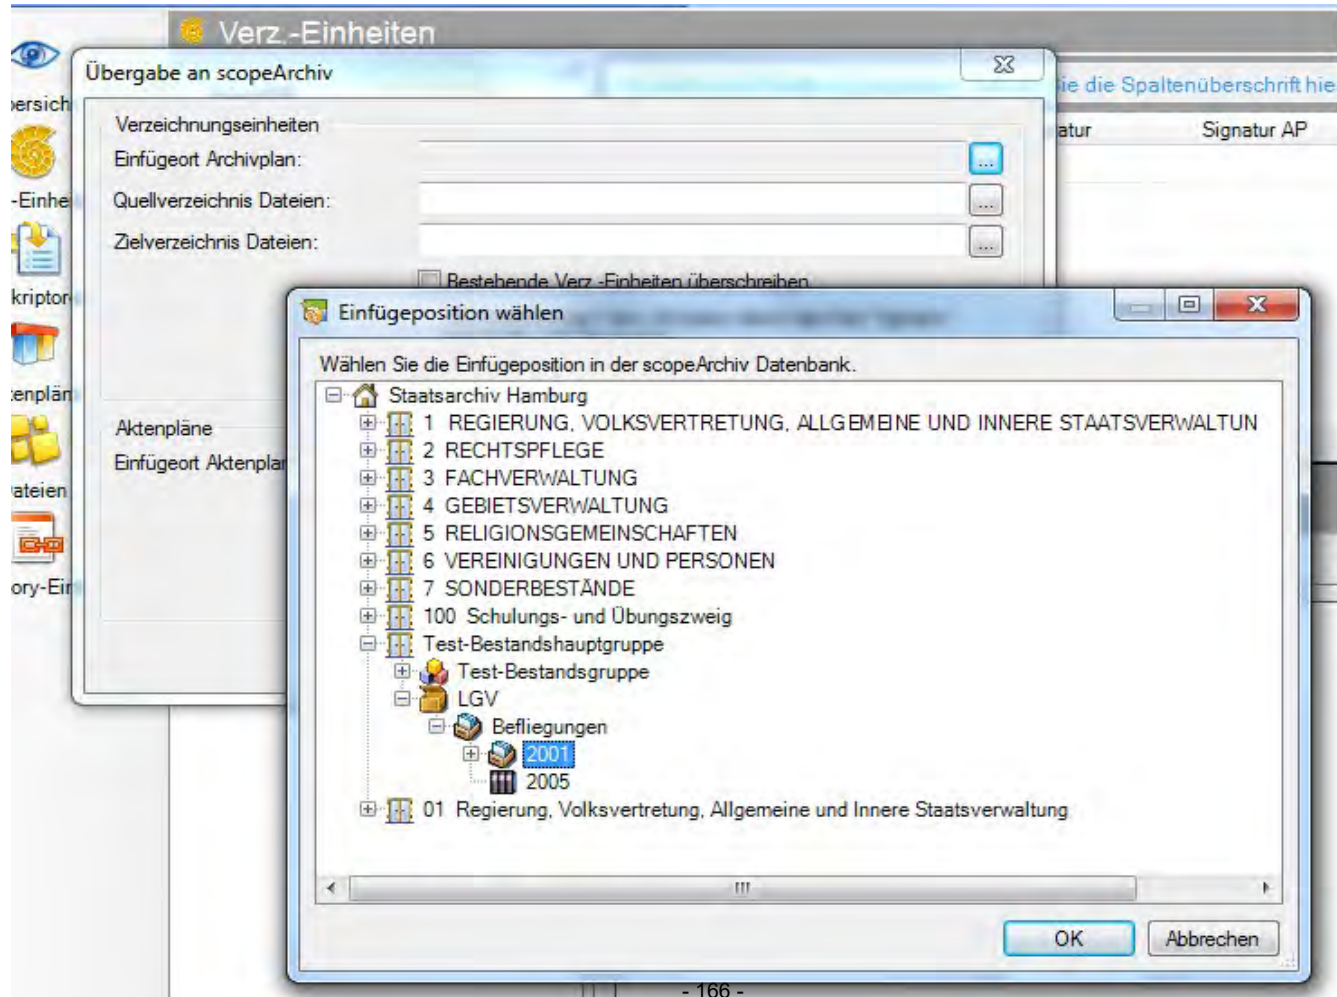 Verz.-Einheiten
Übergabe an scopeArchiv
ersich
ie die Spaltenüberschrift hie
Verzeichnungseinheiten
atur
Signatur AP
Einfügeort Archivplan:
...
-Einhe
Quellverzeichnis Dateien:
...
Zielverzeichnis Dateien:
...
Bestehende Verz.-Einheiten überschreiben
kriptor
Einfügeposition wählen
Wählen Sie die Einfügeposition in der scopeArchiv Datenbank.
Staatsarchiv Hamburg
enplän
1 REGIERUNG, VOLKSVERTRETUNG, ALLGEMEINE UND INNERE STAATSVERWALTUN
Aktenpläne
2 RECHTSPFLEGE
Einfügeort Aktenplan
3 FACHVERWALTUNG
ateien
4 GEBIETSVERWALTUNG
5 RELIGIONSGEMEINSCHAFTEN
6 VEREINIGUNGEN UND PERSONEN
ory-Ein
7 SONDERBESTÄNDE
100 Schulungs- und Übungszweig
Test-Bestandshauptgruppe
Test-Bestandsgruppe
LGV
Befliegungen
2001
2005
01 Regierung, Volksvertretung, Allgemeine und Innere Staatsverwaltung
OK
Abbrechen
- 166 -